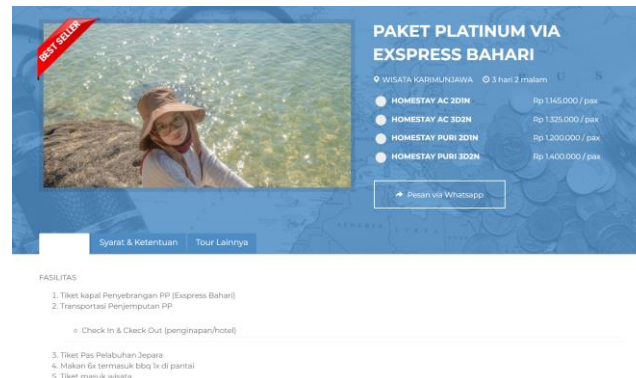 BEST SELLER
PAKET PLATINUM VIA
EXSPRESS BAHARI
WISATA KARIMUNJAWA 3 hari 2 malam
HOMESTAY AC 2D1N Rp 1.145.000 / pax
HOMESTAY AC 3D2N Rp 1.325.000 / pax
HOMESTAY PURI 2D1N Rp 1.200.000 / pax
HOMESTAY PURI 3D2N Rp 1.400.000 / pax
Pesan via Whatsapp
Syarat & Ketentuan Tour Lainnya
FASILITAS
1. Tiket kapal Penyebrangan PP (Exspress Bahari)
2. Transportasi Penjemputan PP
Check In & Ckeck Out (penginapan/hotel)
3. Tiket Pas Pelabuhan Jepara
4. Makan 6x termasuk bbq 1x di pantai
5. Tiket masuk wisata